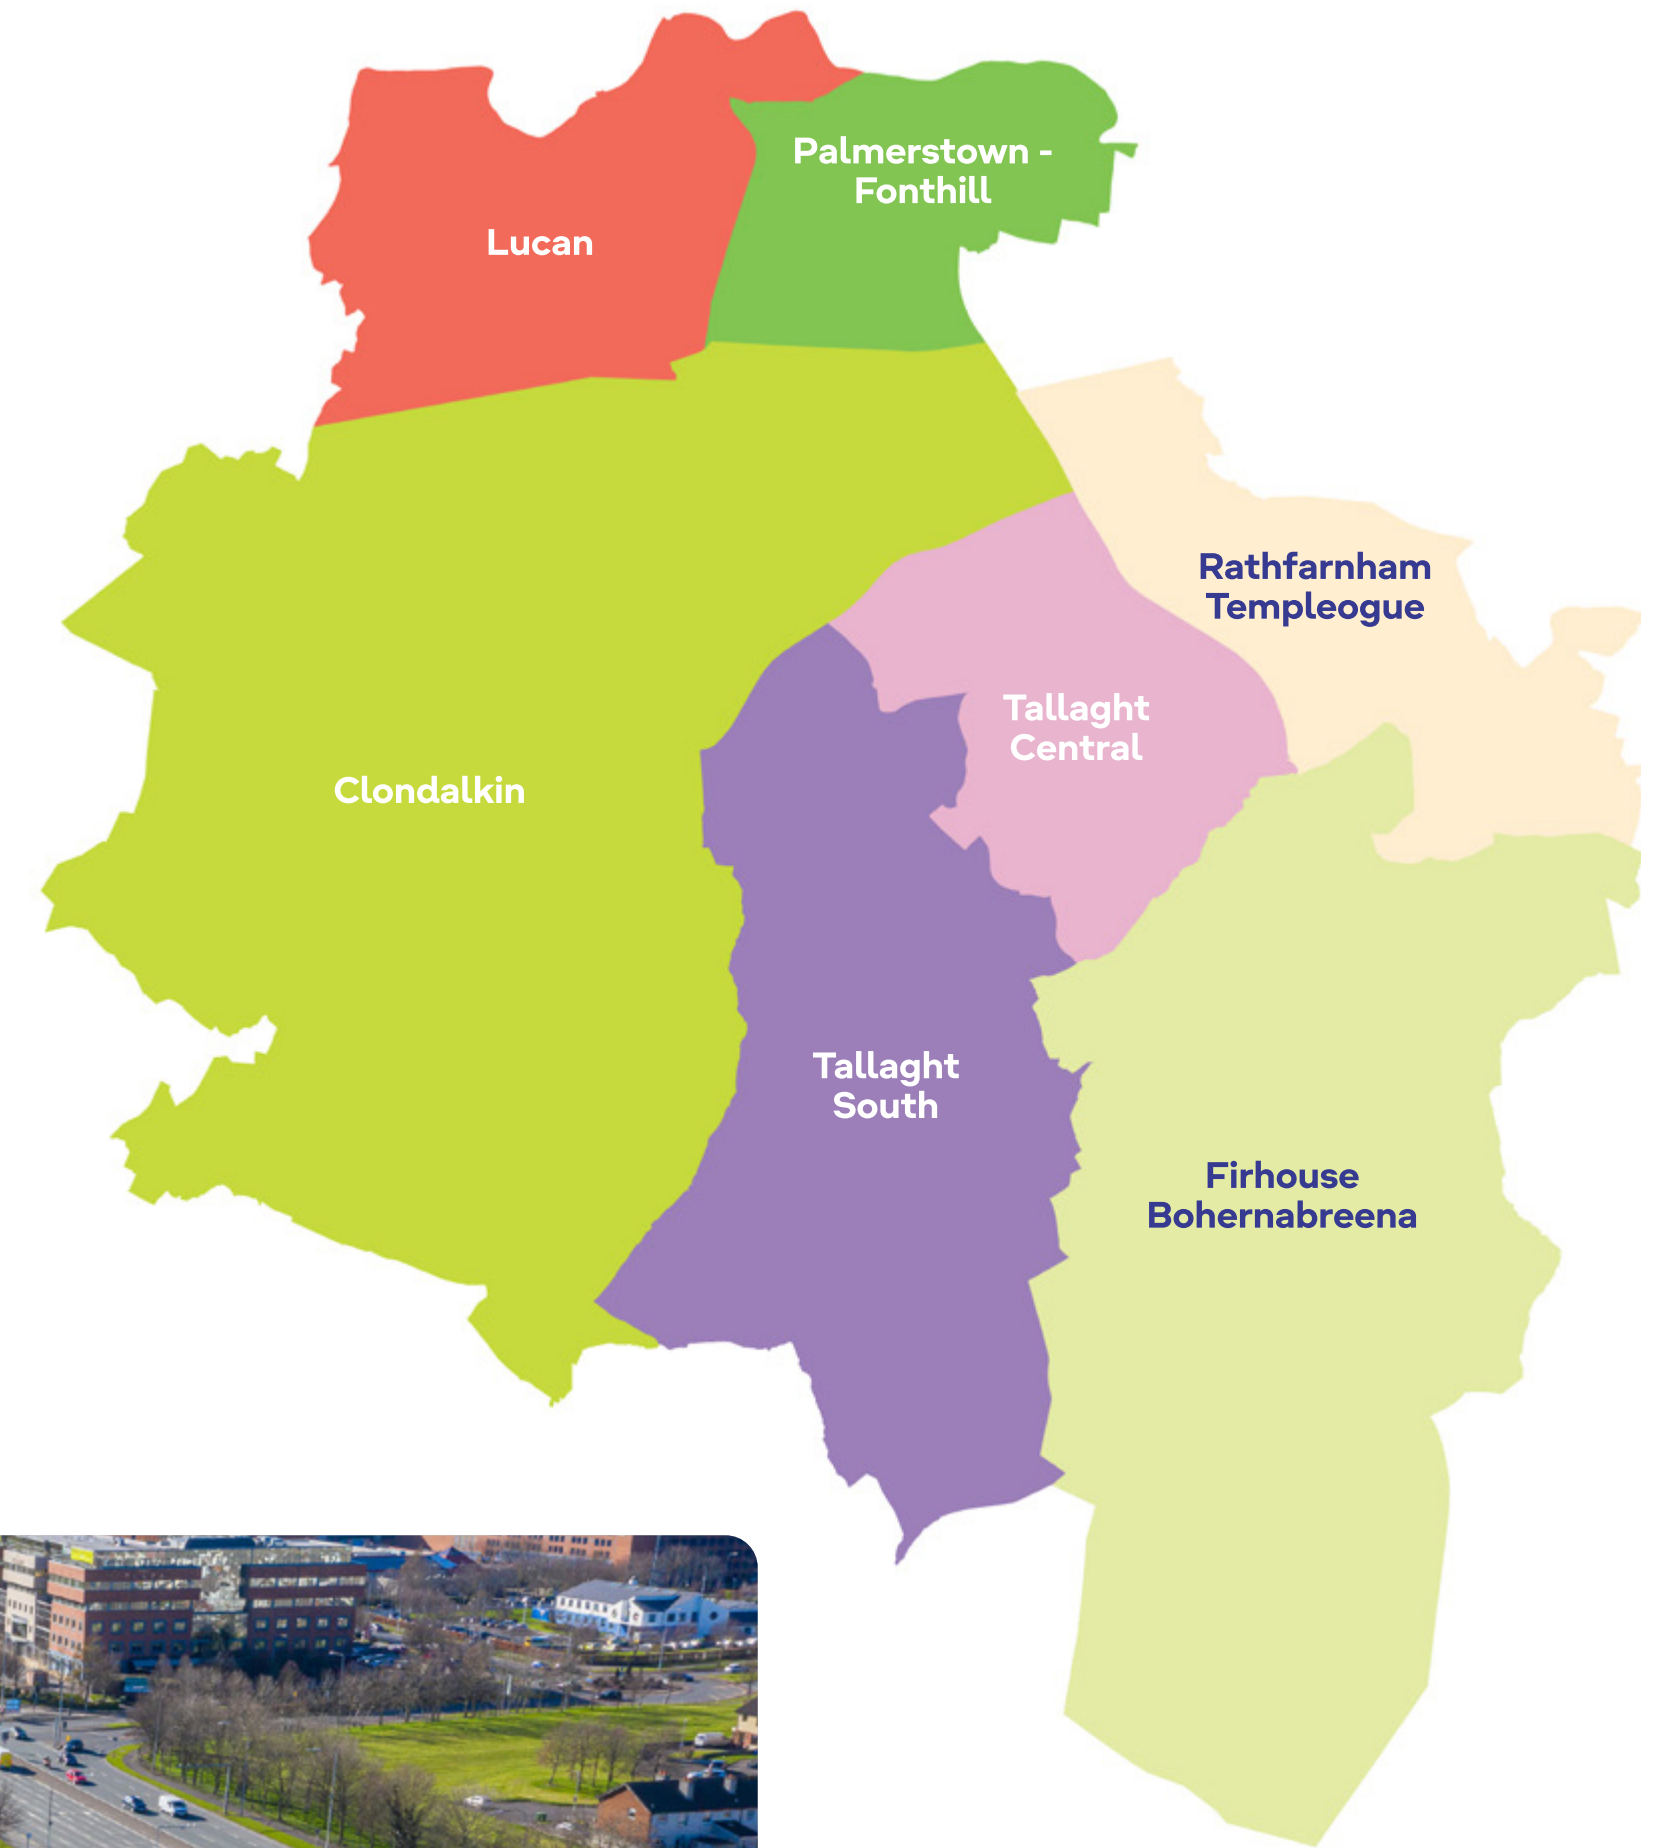 Palmerstown -
Fonthill
Lucan
Rathfarnham
Templeogue
Tallaght
Central
Clondalkin
Tallaght
South
Firhouse
Bohernabreena